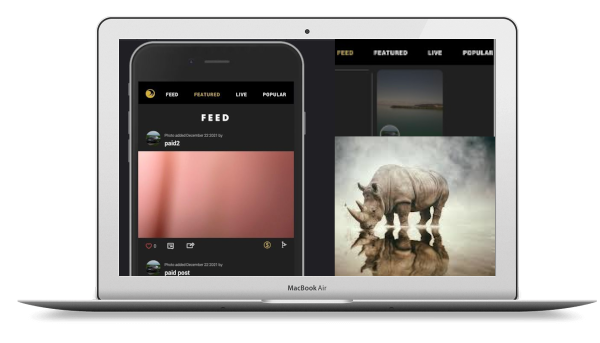 FEED FEATURED LIVE POPULAR
FEED
Photo added December 22 2021 by
paid2
0
Photo added December 22 2021 by
paid post
FEED FEATURED LIVE POPULAR
MacBook Air